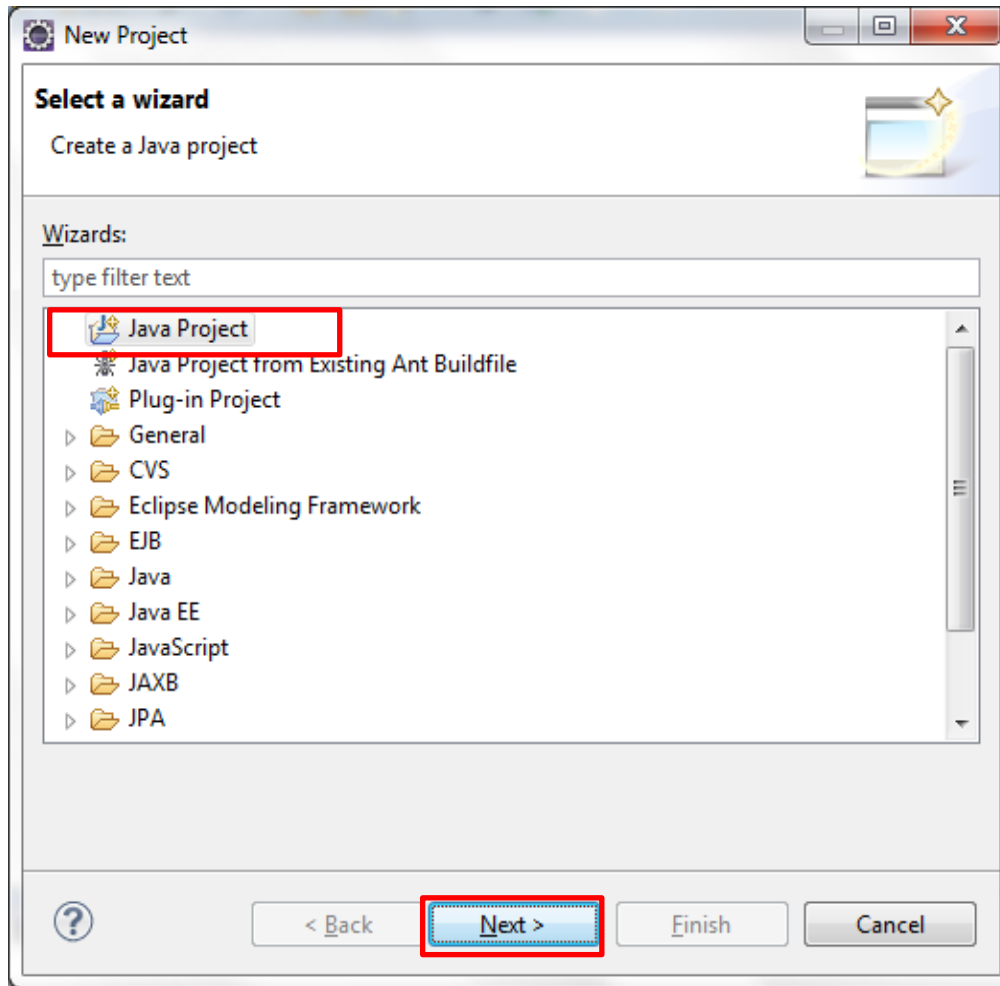 New Project
Select a wizard
Create a Java project
Wizards:
type filter text
Java Project
Java Project from Existing Ant Buildfile
Plug-in Project
General
CVS
Eclipse Modeling Framework
EJB
Java
Java EE
JavaScript
JAXB
JPA
? < Back Next > Finish Cancel